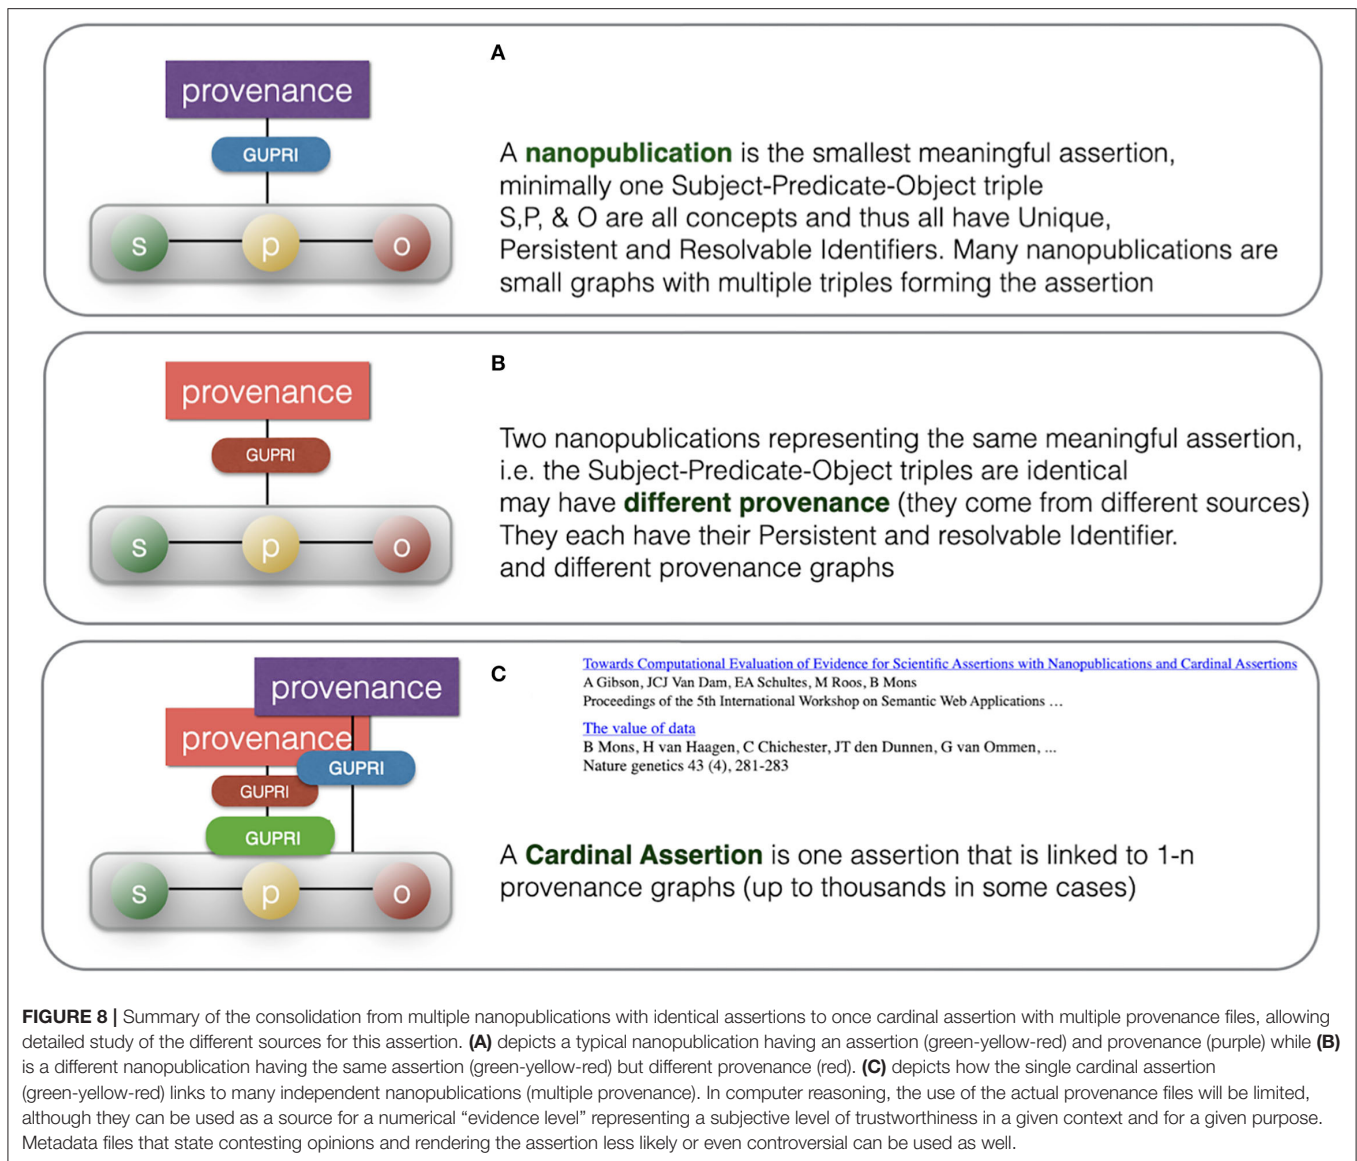 A
provenance
GUPRI
s p o
A nanopublication is the smallest meaningful assertion,
minimally one Subject-Predicate-Object triple
S,P, & O are all concepts and thus all have Unique,
Persistent and Resolvable Identifiers. Many nanopublications are
small graphs with multiple triples forming the assertion
B
provenance
GUPRI
s p o
Two nanopublications representing the same meaningful assertion,
i.e. the Subject-Predicate-Object triples are identical
may have different provenance (they come from different sources)
They each have their Persistent and resolvable Identifier.
and different provenance graphs
C
provenance
provenance
GUPRI
GUPRI
GUPRI
s p o
Towards Computational Evaluation of Evidence for Scientific Assertions with Nanopublications and Cardinal Assertions
A Gibson, JCJ Van Dam, EA Schultes, M Roos, B Mons
Proceedings of the 5th International Workshop on Semantic Web Applications …
The value of data
B Mons, H van Haagen, C Chichester, JT den Dunnen, G van Ommen, ...
Nature genetics 43 (4), 281-283
A Cardinal Assertion is one assertion that is linked to 1-n
provenance graphs (up to thousands in some cases)
FIGURE 8 | Summary of the consolidation from multiple nanopublications with identical assertions to once cardinal assertion with multiple provenance files, allowing
detailed study of the different sources for this assertion. (A) depicts a typical nanopublication having an assertion (green-yellow-red) and provenance (purple) while (B)
is a different nanopublication having the same assertion (green-yellow-red) but different provenance (red). (C) depicts how the single cardinal assertion
(green-yellow-red) links to many independent nanopublications (multiple provenance). In computer reasoning, the use of the actual provenance files will be limited,
although they can be used as a source for a numerical “evidence level” representing a subjective level of trustworthiness in a given context and for a given purpose.
Metadata files that state contesting opinions and rendering the assertion less likely or even controversial can be used as well.